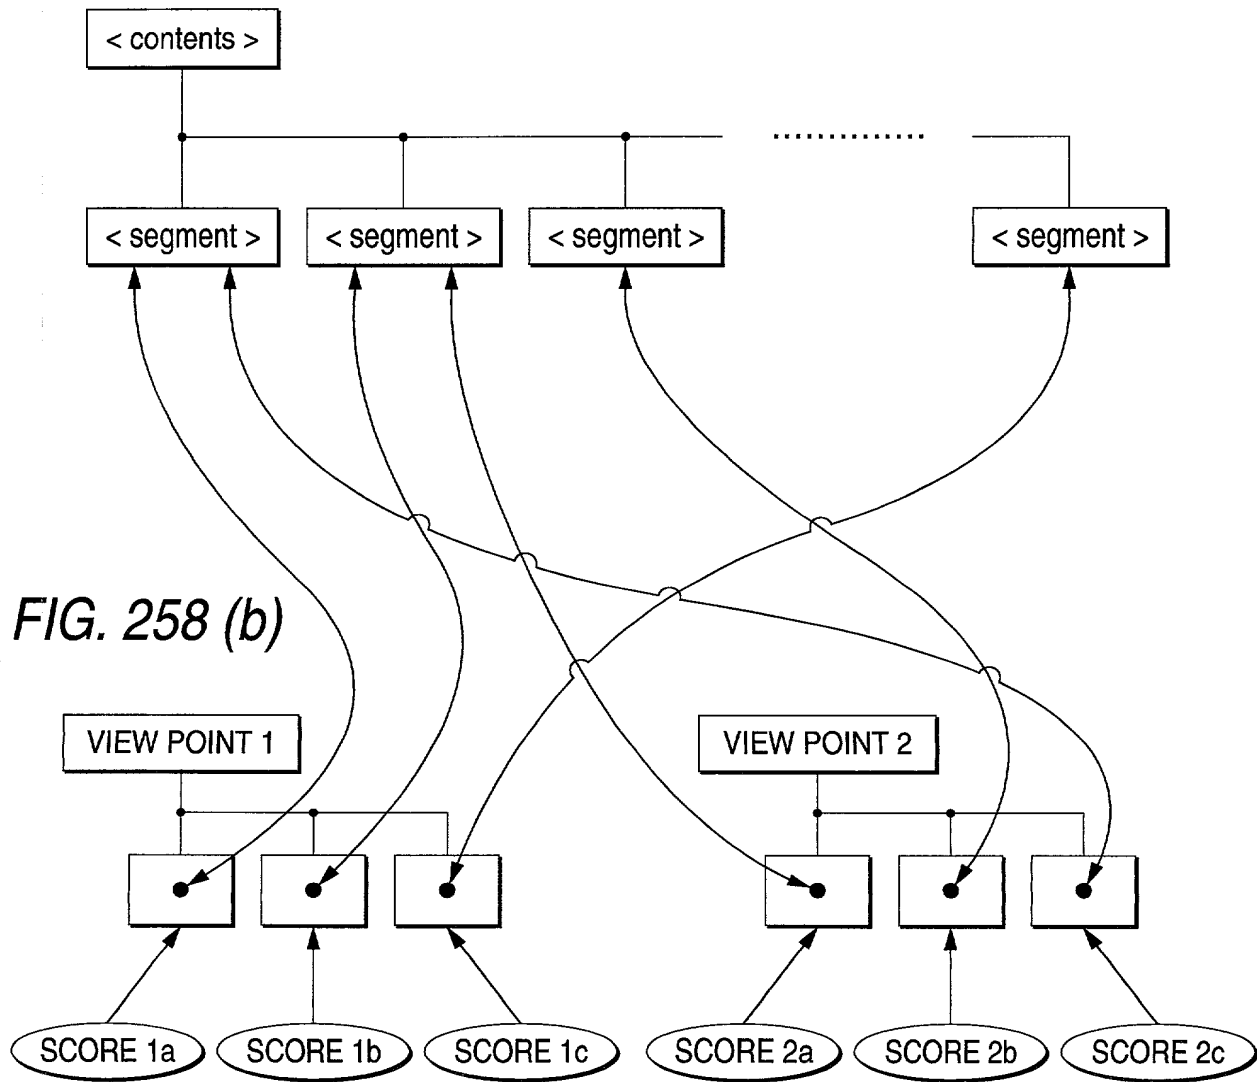 < contents >
< segment > < segment > < segment > < segment >
FIG. 258 (b)
VIEW POINT 1 VIEW POINT 2
SCORE 1a SCORE 1b SCORE 1c SCORE 2a SCORE 2b SCORE 2c